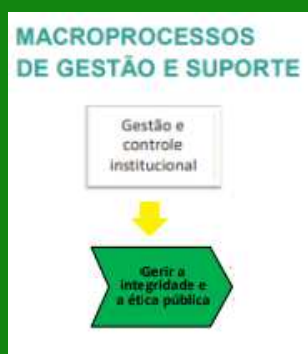 MACROPROCESSOS
DE GESTÃO E SUPORTE
Gestão e
controle
institucional
Gerir a
integridade e
a ética pública